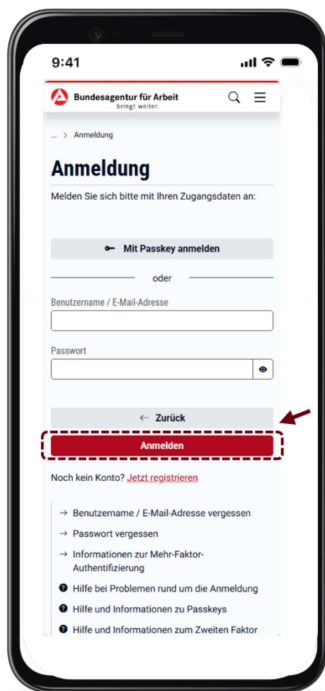 9:41
Bundesagentur für Arbeit
bringt weiter.
... > Anmeldung
Anmeldung
Melden Sie sich bitte mit Ihren Zugangsdaten an:
Mit Passkey anmelden
oder
Benutzername / E-Mail-Adresse
Passwort
← Zurück
Anmelden
Noch kein Konto? Jetzt registrieren
→ Benutzername / E-Mail-Adresse vergessen
→ Passwort vergessen
→ Informationen zur Mehr-Faktor-
Authentifizierung
Hilfe bei Problemen rund um die Anmeldung
Hilfe und Informationen zu Passkeys
Hilfe und Informationen zum Zweiten Faktor